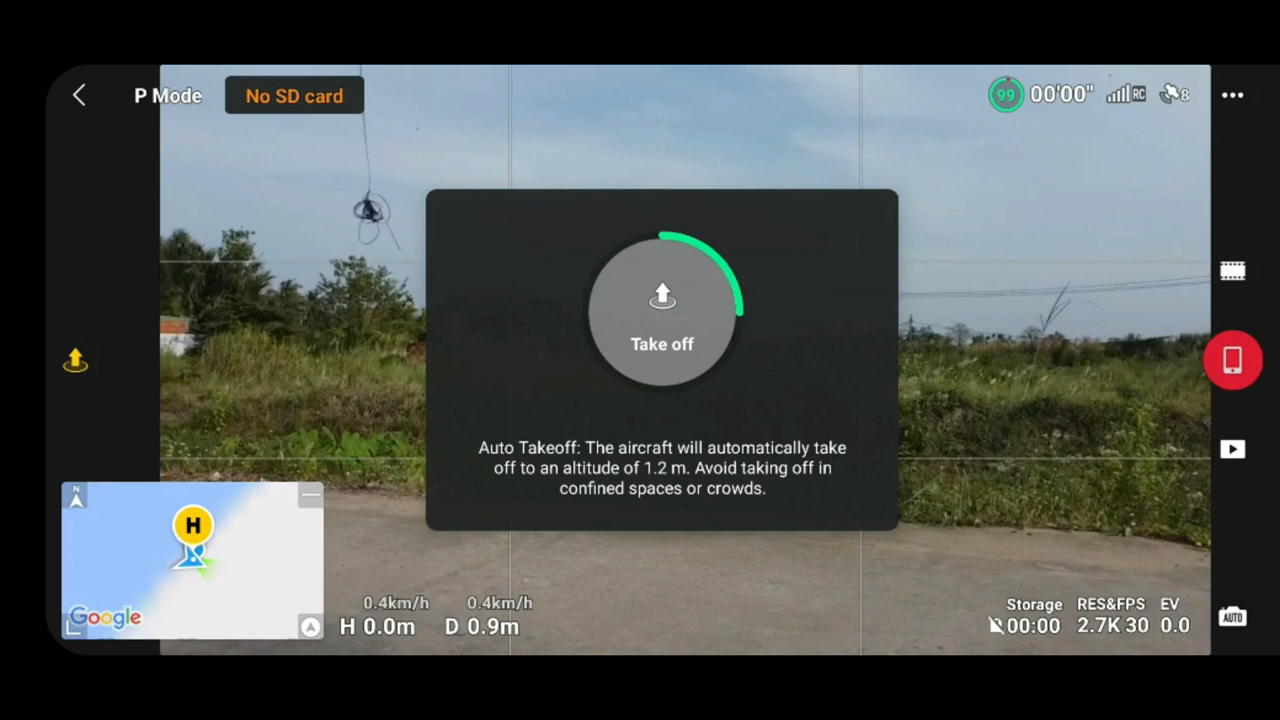 P Mode
No SD card
99
00'00"
RC
8
Take off
Auto Takeoff: The aircraft will automatically take
off to an altitude of 1.2 m. Avoid taking off in
confined spaces or crowds.
N
H
Google
0.4km/h 0.4km/h
H 0.0m D 0.9m
Storage RES&FPS EV
00:00 2.7K 30 0.0
AUTO